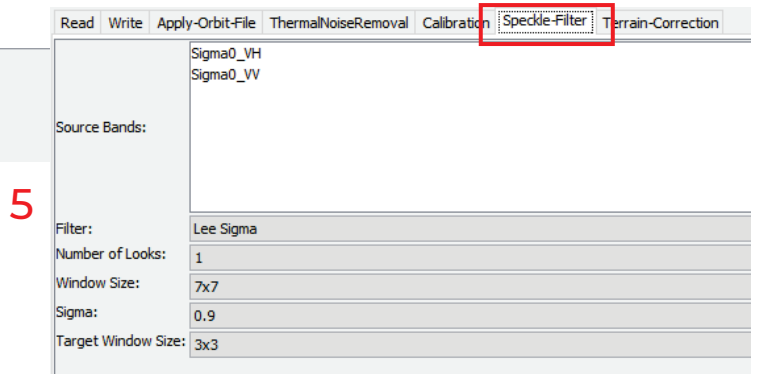 Read Write Apply-Orbit-File ThermalNoiseRemoval Calibration Speckle-Filter Terrain-Correction
Sigma0_VH
Sigma0_VV
Source Bands:
5
Filter: Lee Sigma
Number of Looks: 1
Window Size: 7x7
Sigma: 0.9
Target Window Size: 3x3